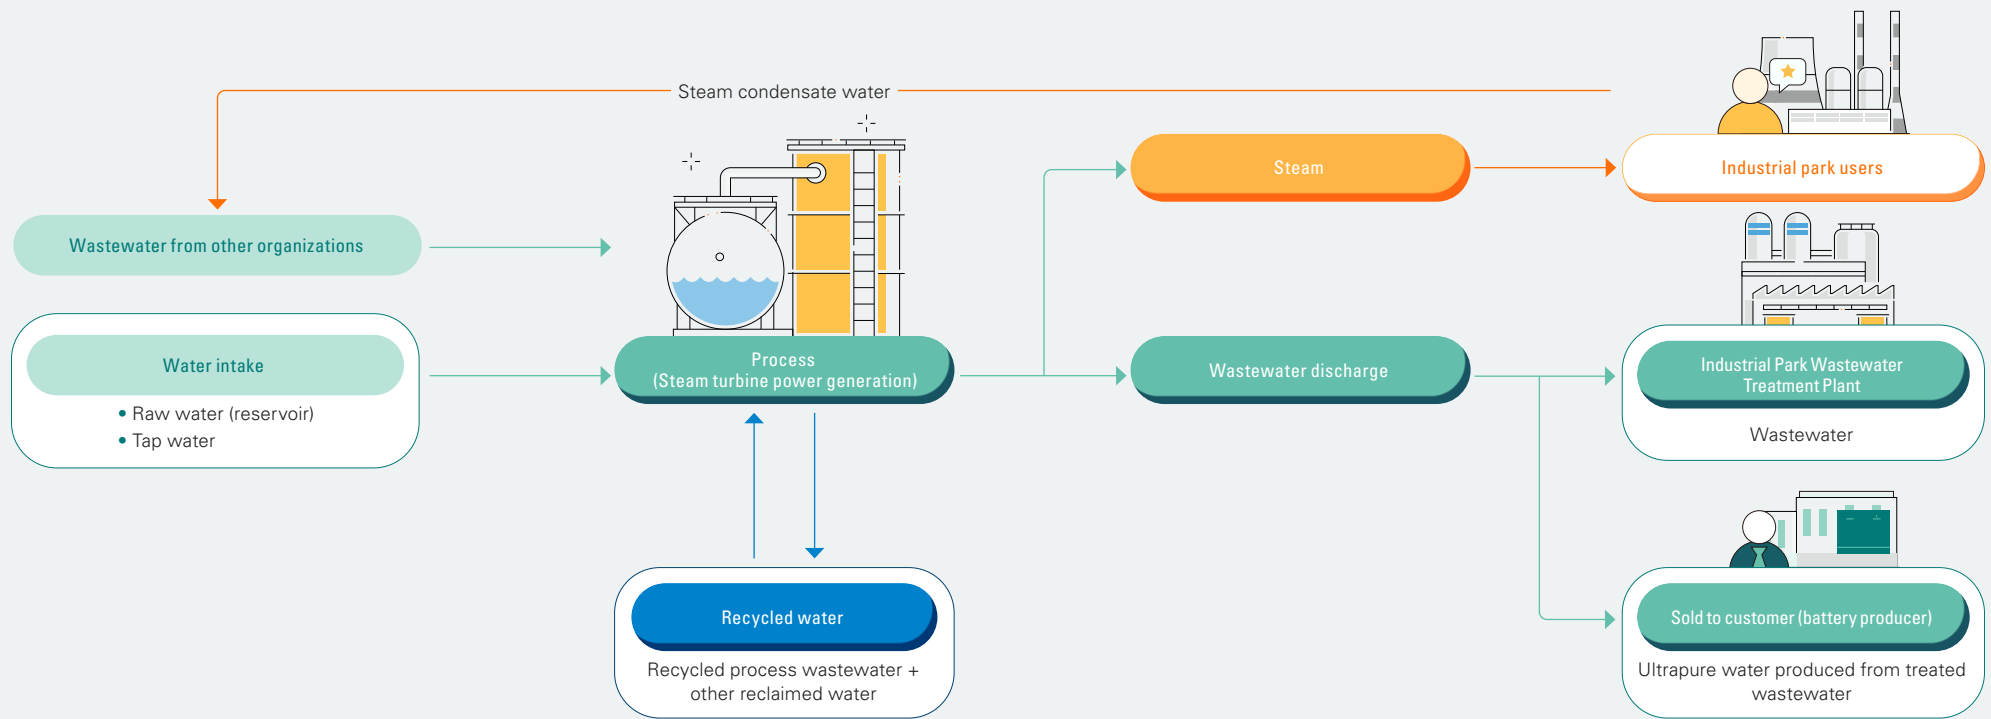 Steam condensate water
Steam
Industrial park users
Wastewater from other organizations
Water intake
• Raw water (reservoir)
• Tap water
Process
(Steam turbine power generation)
Wastewater discharge
Industrial Park Wastewater
Treatment Plant
Wastewater
Recycled water
Recycled process wastewater +
other reclaimed water
Sold to customer (battery producer)
Ultrapure water produced from treated
wastewater